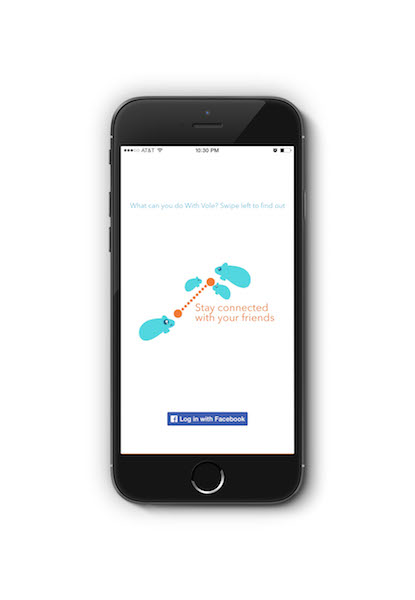 AT&T 10:30 PM
What can you do With Vole? Swipe left to find out
Stay connected
with your friends
f Log in with Facebook